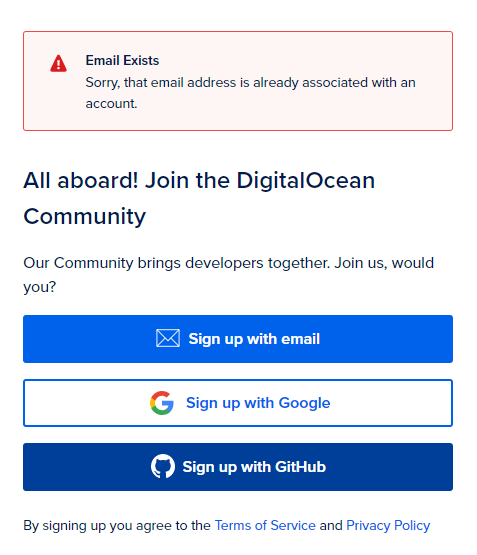 Email Exists
Sorry, that email address is already associated with an
account.
All aboard! Join the DigitalOcean
Community
Our Community brings developers together. Join us, would
you?
Sign up with email
Sign up with Google
Sign up with GitHub
By signing up you agree to the Terms of Service and Privacy Policy